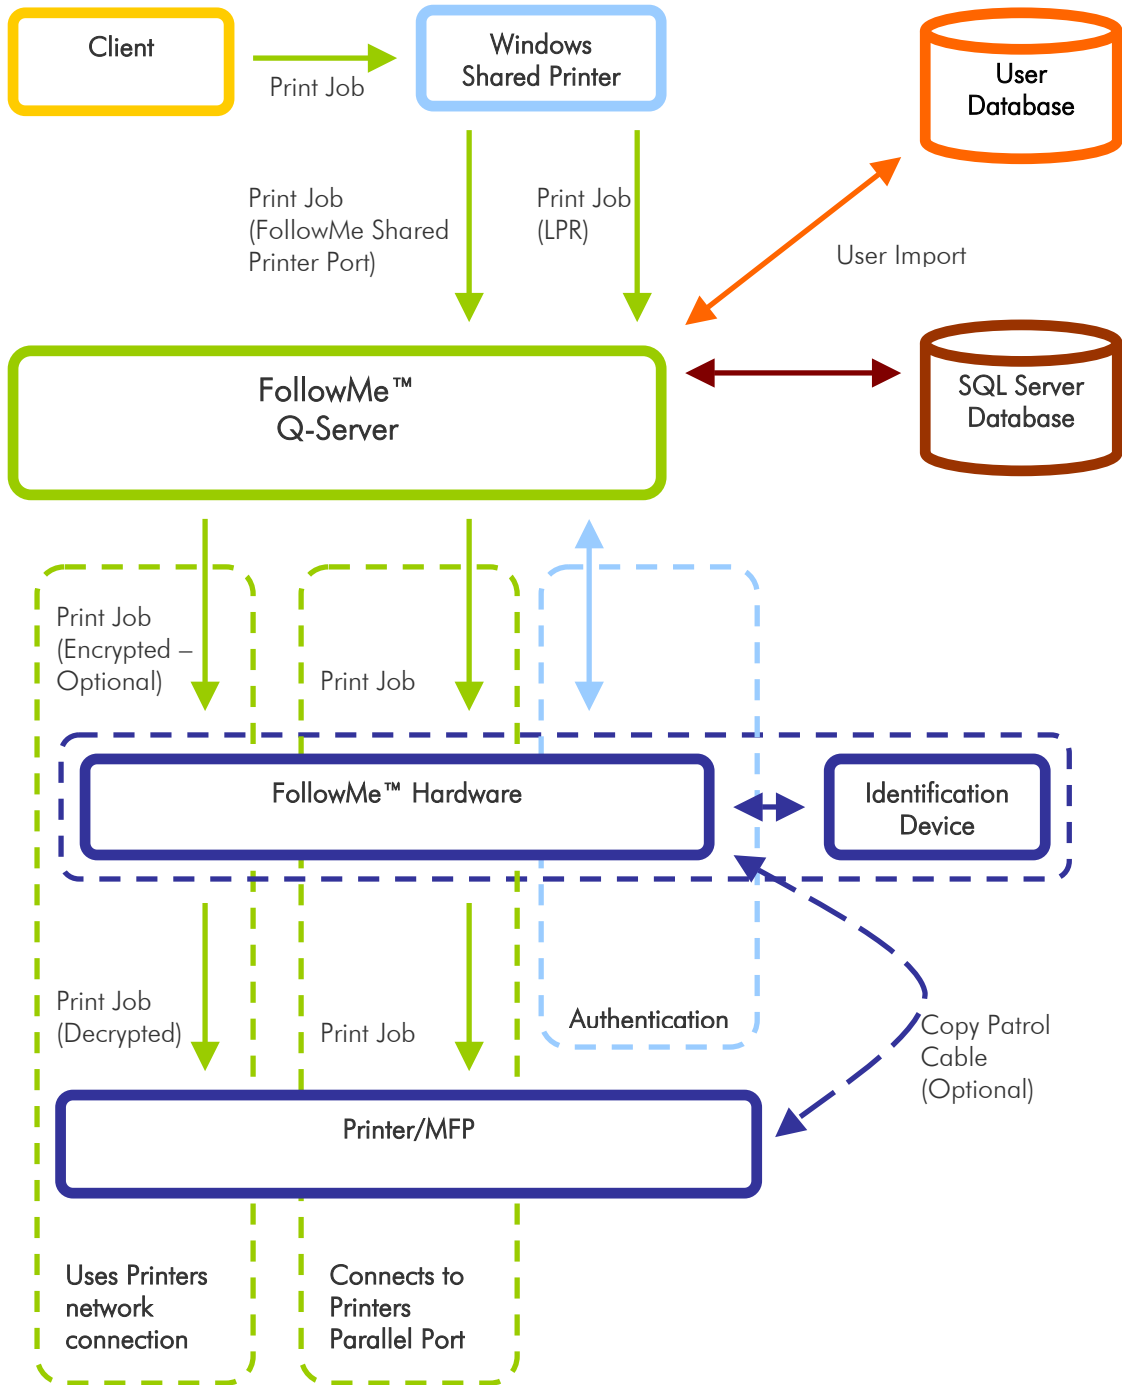 Client
Print Job
Windows
Shared Printer
User
Database
Print Job
(FollowMe Shared
Printer Port)
Print Job
(LPR)
User Import
FollowMe™
Q-Server
SQL Server
Database
Print Job
(Encrypted –
Optional)
Print Job
FollowMe™ Hardware
Identification
Device
Print Job
(Decrypted)
Print Job
Authentication
Copy Patrol
Cable
(Optional)
Printer/MFP
Uses Printers
network
connection
Connects to
Printers
Parallel Port